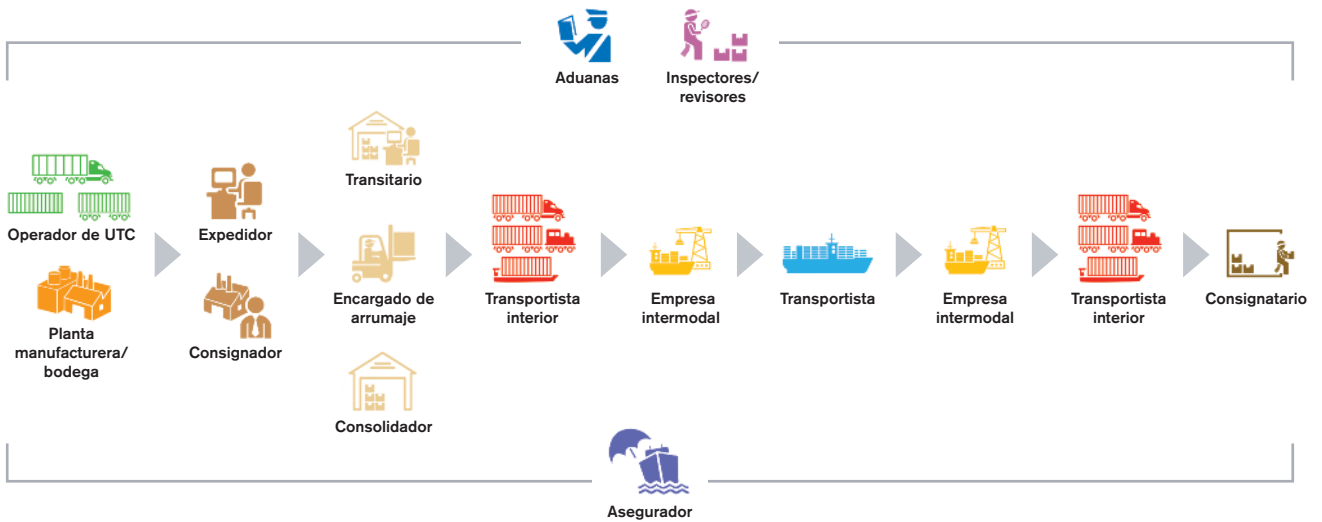 Aduanas
Inspectores/
revisores
Operador de UTC
Planta
manufacturera/
bodega
Expedidor
Consignador
Transitario
Encargado de
arrumaje
Consolidador
Transportista
interior
Empresa
intermodal
Transportista
Empresa
intermodal
Transportista
interior
Consignatario
Asegurador